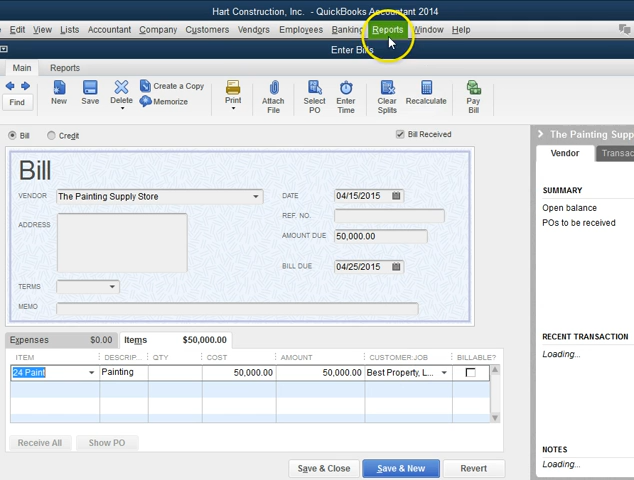 Hart Construction, Inc. - QuickBooks Accountant 2014
Edit View Lists Accountant Company Customers Vendors Employees Banking Reports Window Help
Enter Bills
Main Reports
Find New Save Delete Create a Copy Memorize Print Attach File Select PO Enter Time Clear Splits Recalculate Pay Bill
Bill Credit Bill Received
The Painting Supp
Bill
Vendor Transac
VENDOR The Painting Supply Store DATE 04/15/2015
SUMMARY
REF. NO.
Open balance
ADDRESS
POs to be received
AMOUNT DUE 50,000.00
BILL DUE 04/25/2015
TERMS
MEMO
RECENT TRANSACTION
Expenses $0.00 Items $50,000.00
Loading...
ITEM DESCRIP... QTY COST AMOUNT CUSTOMER:JOB BILLABLE?
24 Paint Painting 50,000.00 50,000.00 Best Property, L...
Receive All Show PO
NOTES
Save & Close Save & New Revert
Loading...